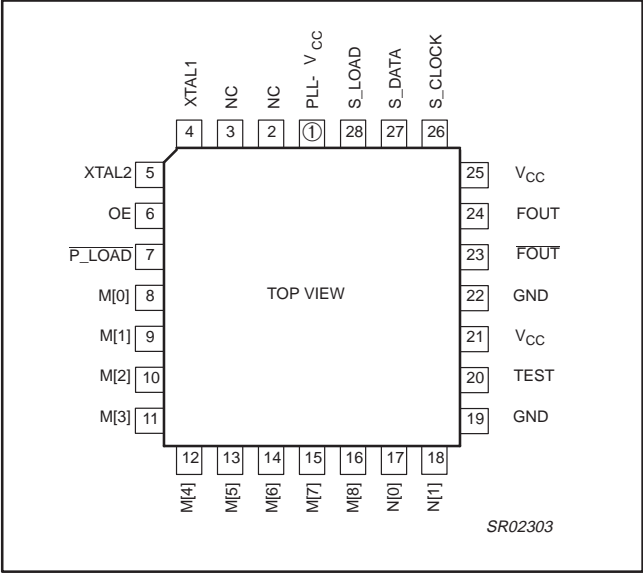 XTAL1 NC NC PLL- VCC S_LOAD S_DATA S_CLOCK
4 3 2 1 28 27 26
XTAL2 5 25 VCC
OE 6 24 FOUT
P_LOAD 7 23 FOUT
M[0] 8 TOP VIEW 22 GND
M[1] 9 21 VCC
M[2] 10 20 TEST
M[3] 11 19 GND
12 13 14 15 16 17 18
M[4] M[5] M[6] M[7] M[8] N[0] N[1]
SR02303